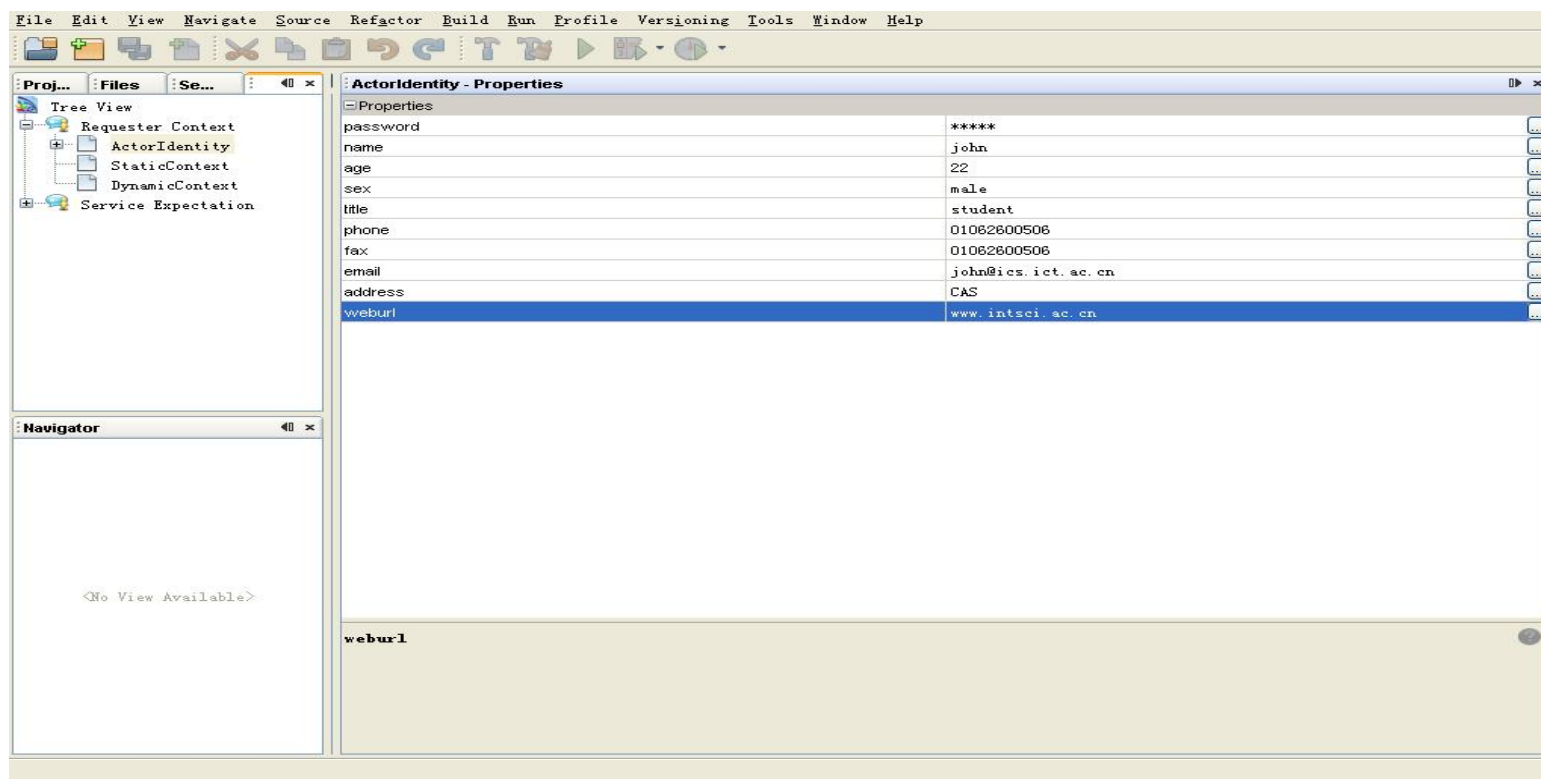 File Edit View Navigate Source Refactor Build Run Profile Versioning Tools Window Help
Proj... Files Se...
Tree View
Requester Context
ActorIdentity
StaticContext
DynamicContext
Service Expectation
Navigator
<No View Available>
ActorIdentity - Properties
Properties
password *****
name john
age 22
sex male
title student
phone 01062600506
fax 01062600506
email john@ics.ict.ac.cn
address CAS
weburl www.intsci.ac.cn
weburl